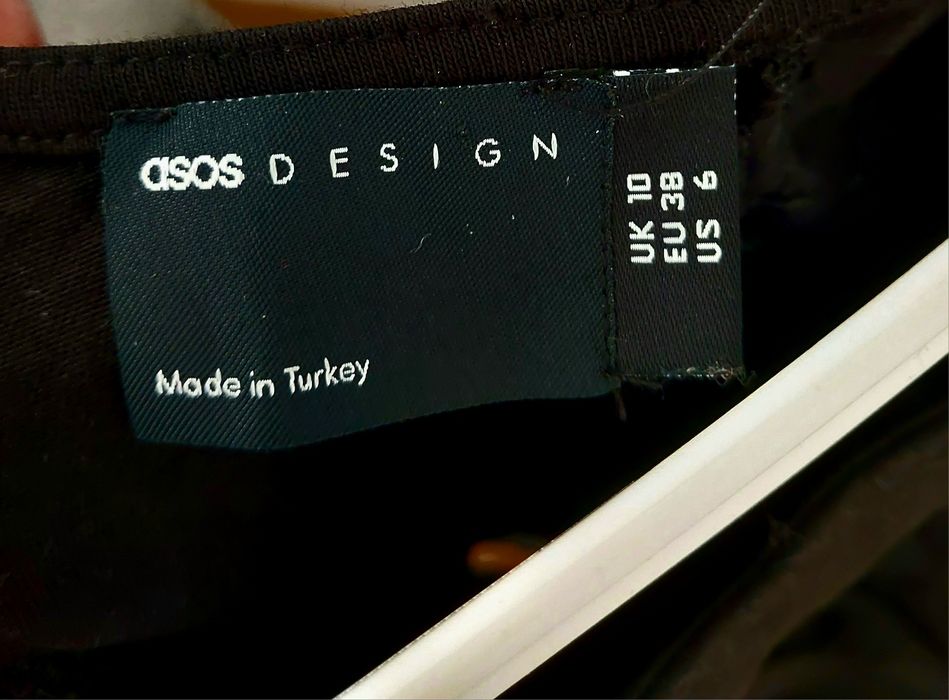 asos DESIGN
Made in Turkey
UK 10
EU 38
US 6